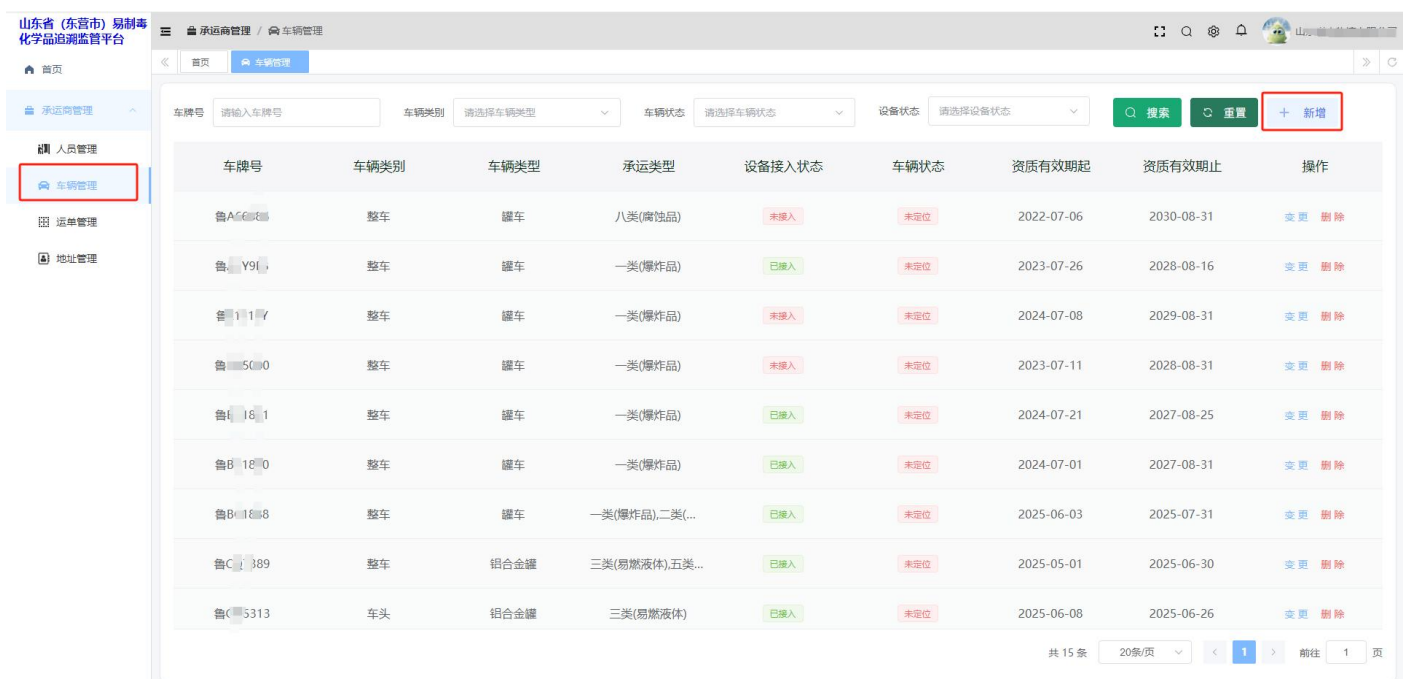 山东省（东营市）易制毒
化学品追溯监管平台
承运商管理 / 车辆管理
首页 车辆管理
首页
承运商管理
人员管理
车辆管理
运单管理
地址管理
车牌号 请输入车牌号 车辆类别 请选择车辆类型 车辆状态 请选择车辆状态 设备状态 请选择设备状态 搜索 重置 + 新增
车牌号 车辆类别 车辆类型 承运类型 设备接入状态 车辆状态 资质有效期起 资质有效期止 操作
整车 罐车 八类(腐蚀品) 未接入 未定位 2022-07-06 2030-08-31 变更 删除
整车 罐车 一类(爆炸品) 已接入 未定位 2023-07-26 2028-08-16 变更 删除
整车 罐车 一类(爆炸品) 未接入 未定位 2024-07-08 2029-08-31 变更 删除
整车 罐车 一类(爆炸品) 未接入 未定位 2023-07-11 2028-08-31 变更 删除
整车 罐车 一类(爆炸品) 已接入 未定位 2024-07-21 2027-08-25 变更 删除
整车 罐车 一类(爆炸品) 已接入 未定位 2024-07-01 2027-08-31 变更 删除
整车 罐车 一类(爆炸品),二类(... 已接入 未定位 2025-06-03 2025-07-31 变更 删除
整车 铝合金罐 三类(易燃液体),五类... 已接入 未定位 2025-05-01 2025-06-30 变更 删除
车头 铝合金罐 三类(易燃液体) 已接入 未定位 2025-06-08 2025-06-26 变更 删除
共 15 条 20条/页 < 1 > 前往 1 页